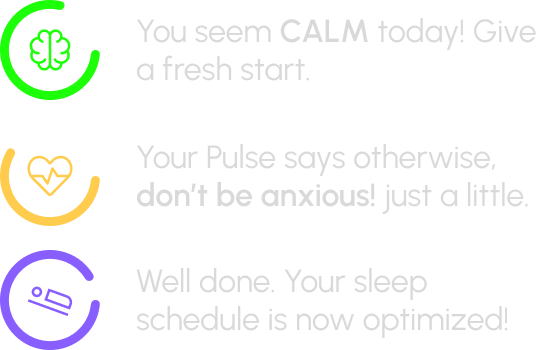 You seem CALM today! Give
a fresh start.
Your Pulse says otherwise,
don't be anxious! just a little.
Well done. Your sleep
schedule is now optimized!